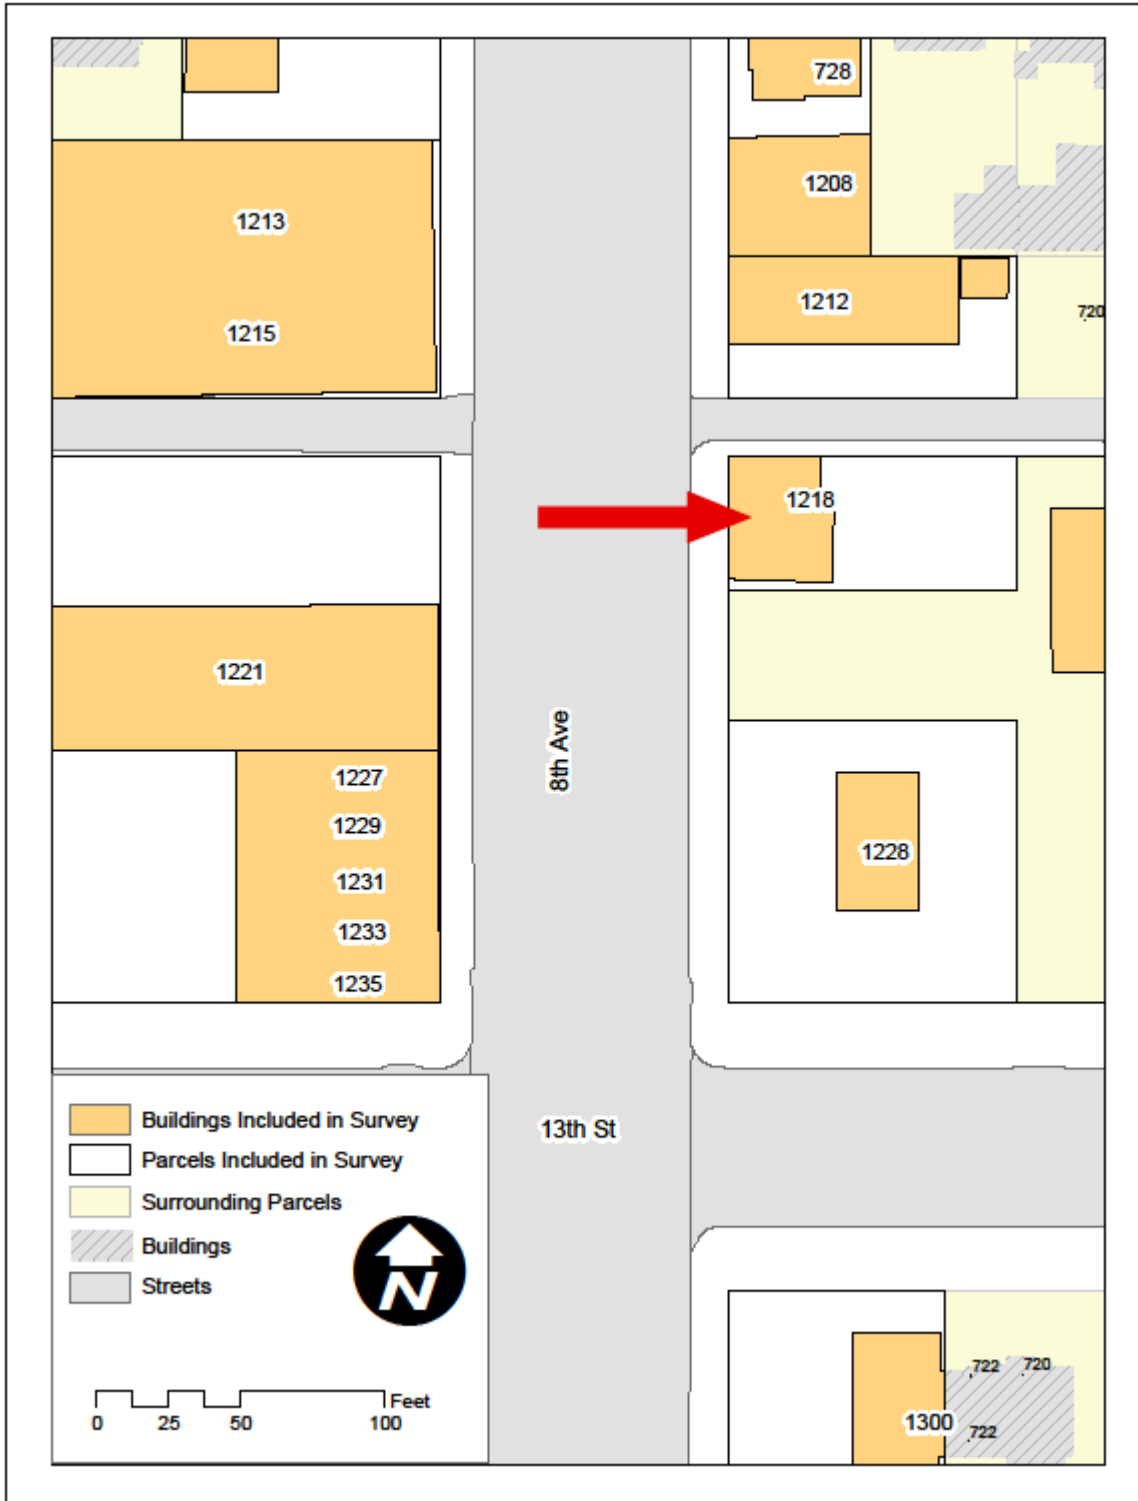 728
1208
1213
1212
720
1215
1218
1221
8th Ave
1227
1229
1231
1233
1235
1228
13th St
Buildings Included in Survey
Parcels Included in Survey
Surrounding Parcels
Buildings
Streets
N
Feet
0 25 50 100
722 720
1300
722